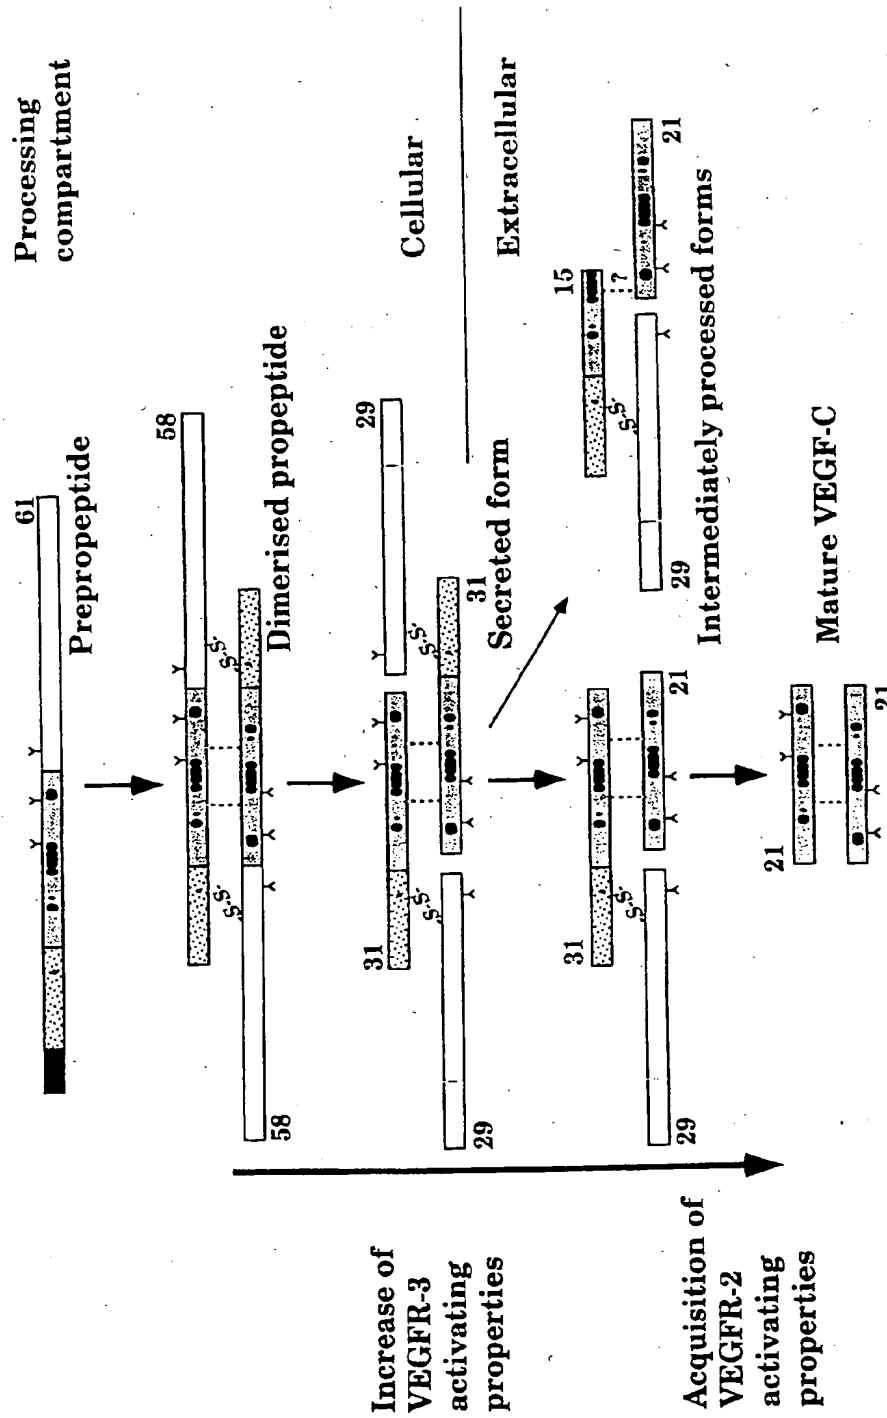 Processing
compartment
61
Prepropeptide
58
S-S
S-S
58
Dimerised propeptide
Cellular
29
31
S-S
S-S
29
31
Secreted form
Extracellular
Increase of
VEGFR-3
activating
properties
31
S-S
29
21
15
S-S
?
29
21
Intermediately processed forms
Acquisition of
VEGFR-2
activating
properties
21
21
Mature VEGF-C